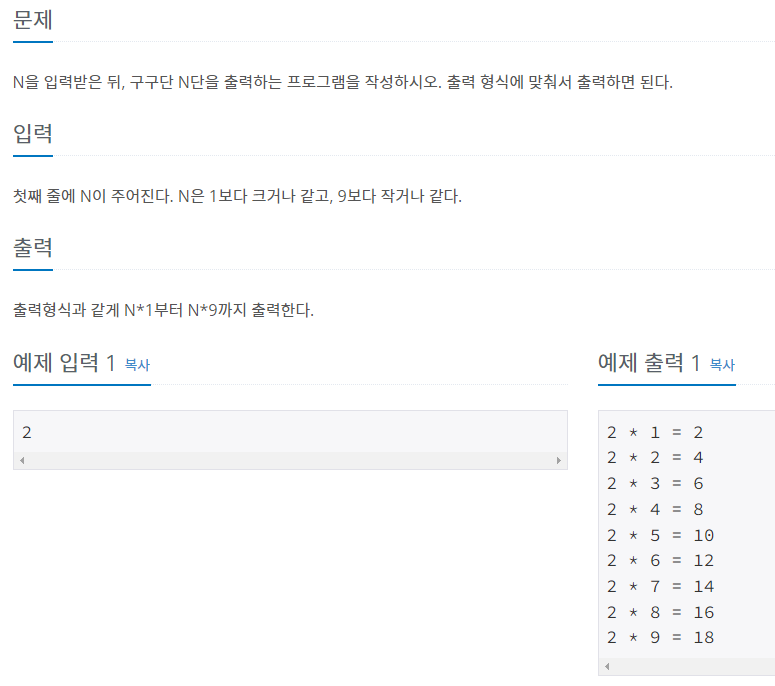 문제
N을 입력받은 뒤, 구구단 N단을 출력하는 프로그램을 작성하시오. 출력 형식에 맞춰서 출력하면 된다.
입력
첫째 줄에 N이 주어진다. N은 1보다 크거나 같고, 9보다 작거나 같다.
출력
출력형식과 같게 N*1부터 N*9까지 출력한다.
예제 입력 1 복사
2
예제 출력 1 복사
2 * 1 = 2
2 * 2 = 4
2 * 3 = 6
2 * 4 = 8
2 * 5 = 10
2 * 6 = 12
2 * 7 = 14
2 * 8 = 16
2 * 9 = 18